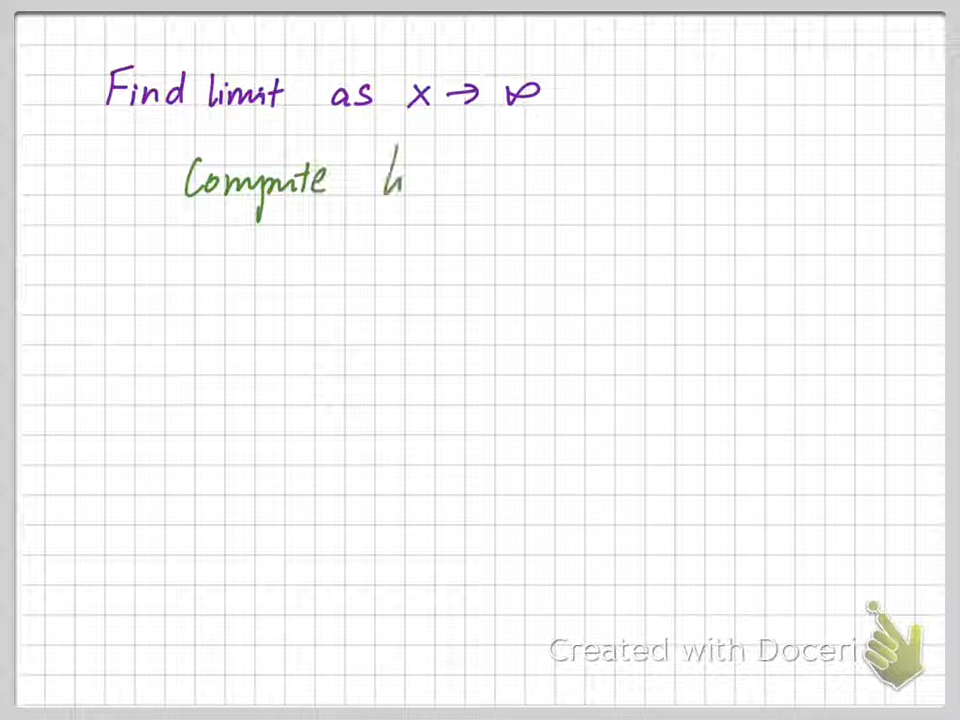 Find limit as x → ∞
Compute
Created with Doceri